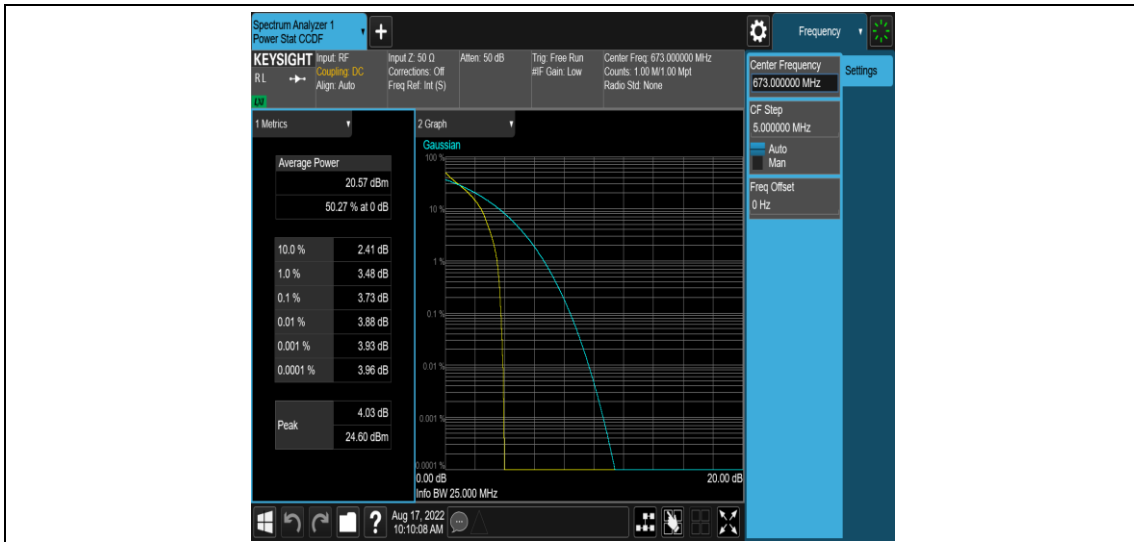 Spectrum Analyzer 1
Power Stat CCDF
Frequency
KEYSIGHT
RL
Input: RF
Coupling: DC
Align: Auto
Input Z: 50 Ω
Corrections: Off
Freq Ref: Int (S)
Atten: 50 dB
Trig: Free Run
#IF Gain: Low
Center Freq: 673.000000 MHz
Counts: 1.00 M/1.00 Mpt
Radio Std: None
LXI
Center Frequency
673.000000 MHz
Settings
CF Step
5.000000 MHz
Auto
Man
Freq Offset
0 Hz
1 Metrics
Average Power
20.57 dBm
50.27 % at 0 dB
10.0 % 2.41 dB
1.0 % 3.48 dB
0.1 % 3.73 dB
0.01 % 3.88 dB
0.001 % 3.93 dB
0.0001 % 3.96 dB
Peak
4.03 dB
24.60 dBm
2 Graph
Gaussian
100 %
10 %
1 %
0.1 %
0.01 %
0.001 %
0.0001 %
0.00 dB
20.00 dB
Info BW 25.000 MHz
?
Aug 17, 2022
10:10:08 AM